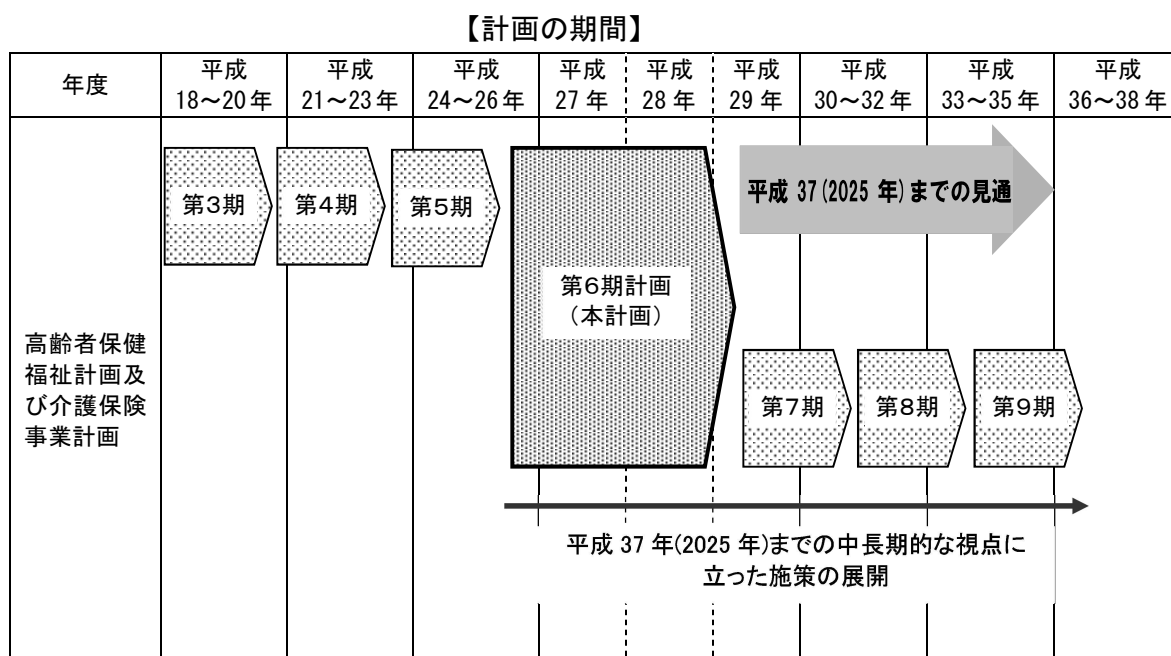 【計画の期間】
年度
平成
18～20年
平成
21～23年
平成
24～26年
平成
27年
平成
28年
平成
29年
平成
30～32年
平成
33～35年
平成
36～38年
高齢者保健
福祉計画及
び介護保険
事業計画
第3期
第4期
第5期
第6期計画
（本計画）
平成 37(2025 年)までの見通
第7期
第8期
第9期
平成 37 年(2025 年)までの中長期的な視点に
立った施策の展開